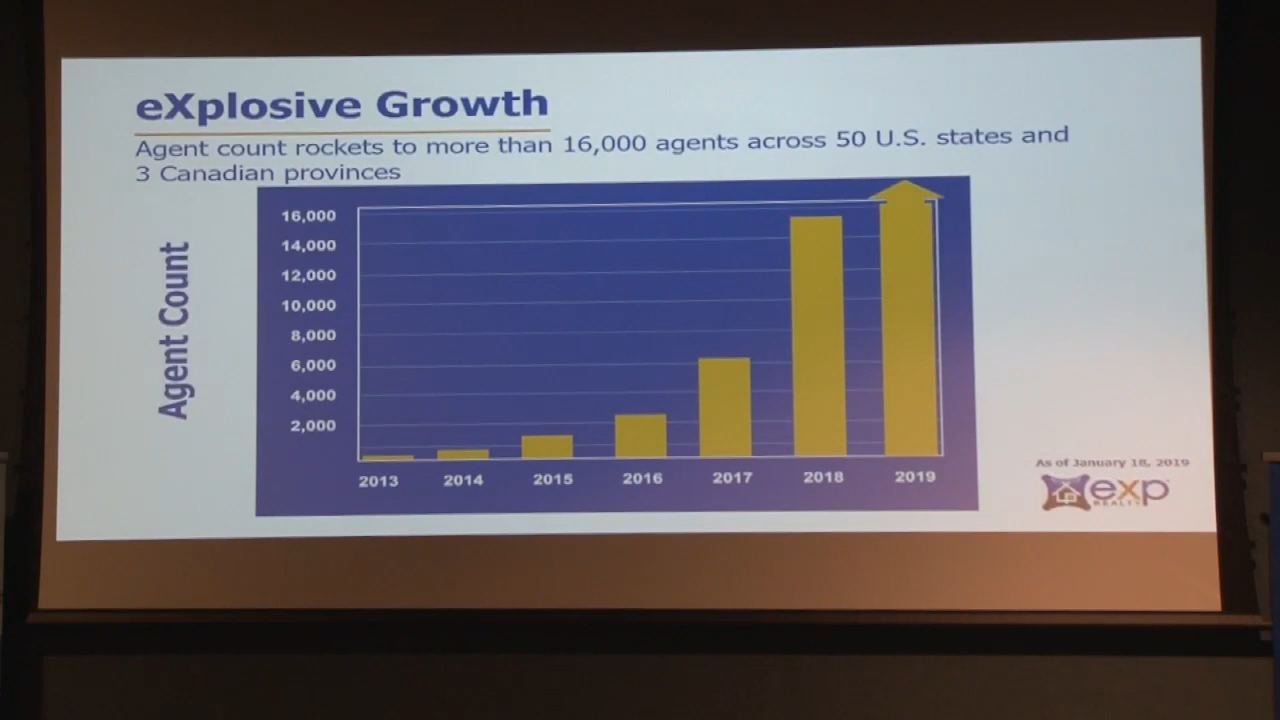 eXplosive Growth
Agent count rockets to more than 16,000 agents across 50 U.S. states and
3 Canadian provinces
Agent Count
16,000
14,000
12,000
10,000
8,000
6,000
4,000
2,000
2013 2014 2015 2016 2017 2018 2019
As of January 18, 2019
exp
REALTY